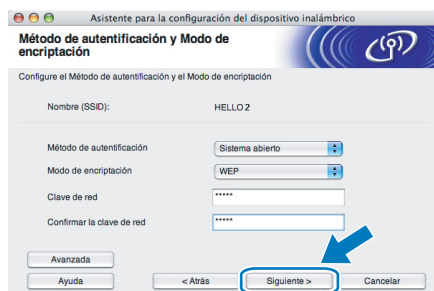 Asistente para la configuración del dispositivo inalámbrico
Método de autentificación y Modo de
encriptación
Configure el Método de autentificación y el Modo de encriptación
Nombre (SSID): HELLO 2
Método de autentificación Sistema abierto
Modo de encriptación WEP
Clave de red *****
Confirmar la clave de red *****
Avanzada
Ayuda < Atrás Siguiente > Cancelar